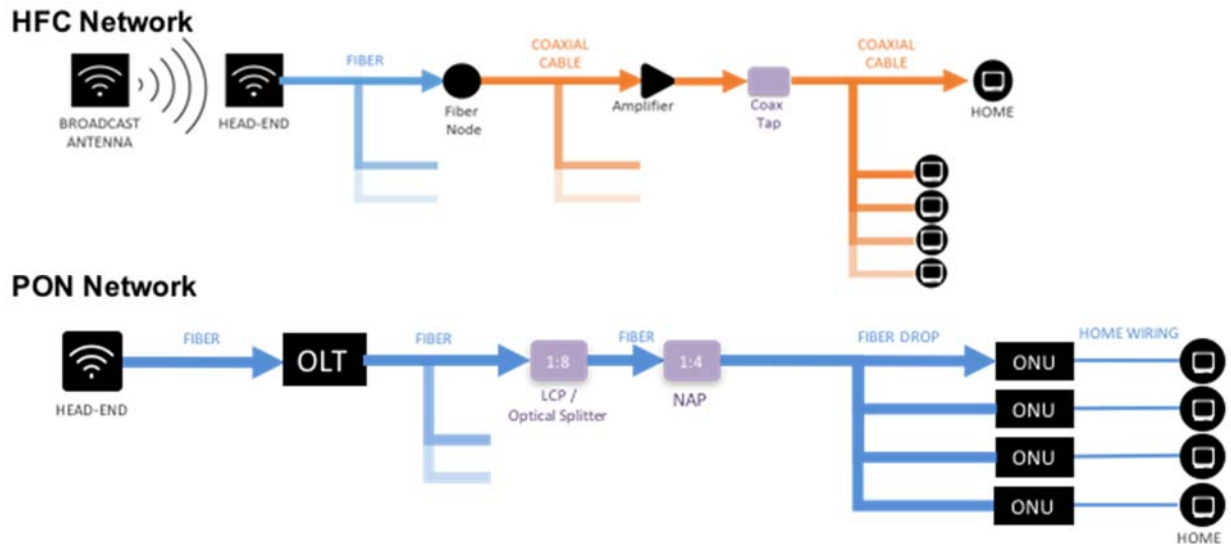 HFC Network
BROADCAST
ANTENNA
HEAD-END
FIBER
Fiber
Node
COAXIAL
CABLE
Amplifier
Coax
Tap
COAXIAL
CABLE
HOME
PON Network
HEAD-END
FIBER
OLT
FIBER
1:8
LCP /
Optical Splitter
FIBER
1:4
NAP
FIBER DROP
ONU
ONU
ONU
ONU
HOME WIRING
HOME